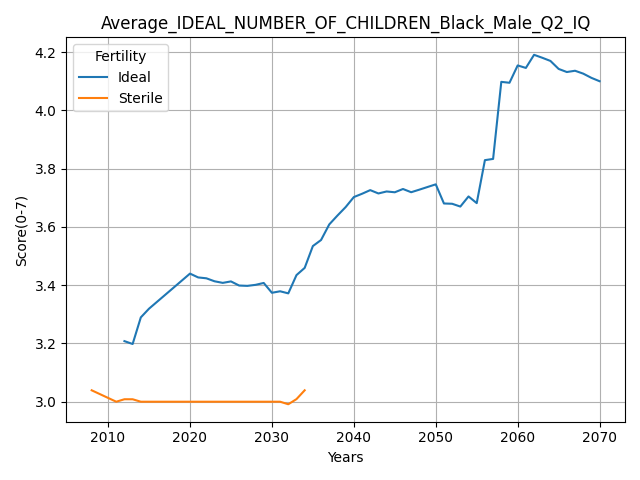 Average_IDEAL_NUMBER_OF_CHILDREN_Black_Male_Q2_IQ
Fertility
Ideal
Sterile
Score(0-7)
4.2
4.0
3.8
3.6
3.4
3.2
3.0
2010 2020 2030 2040 2050 2060 2070
Years